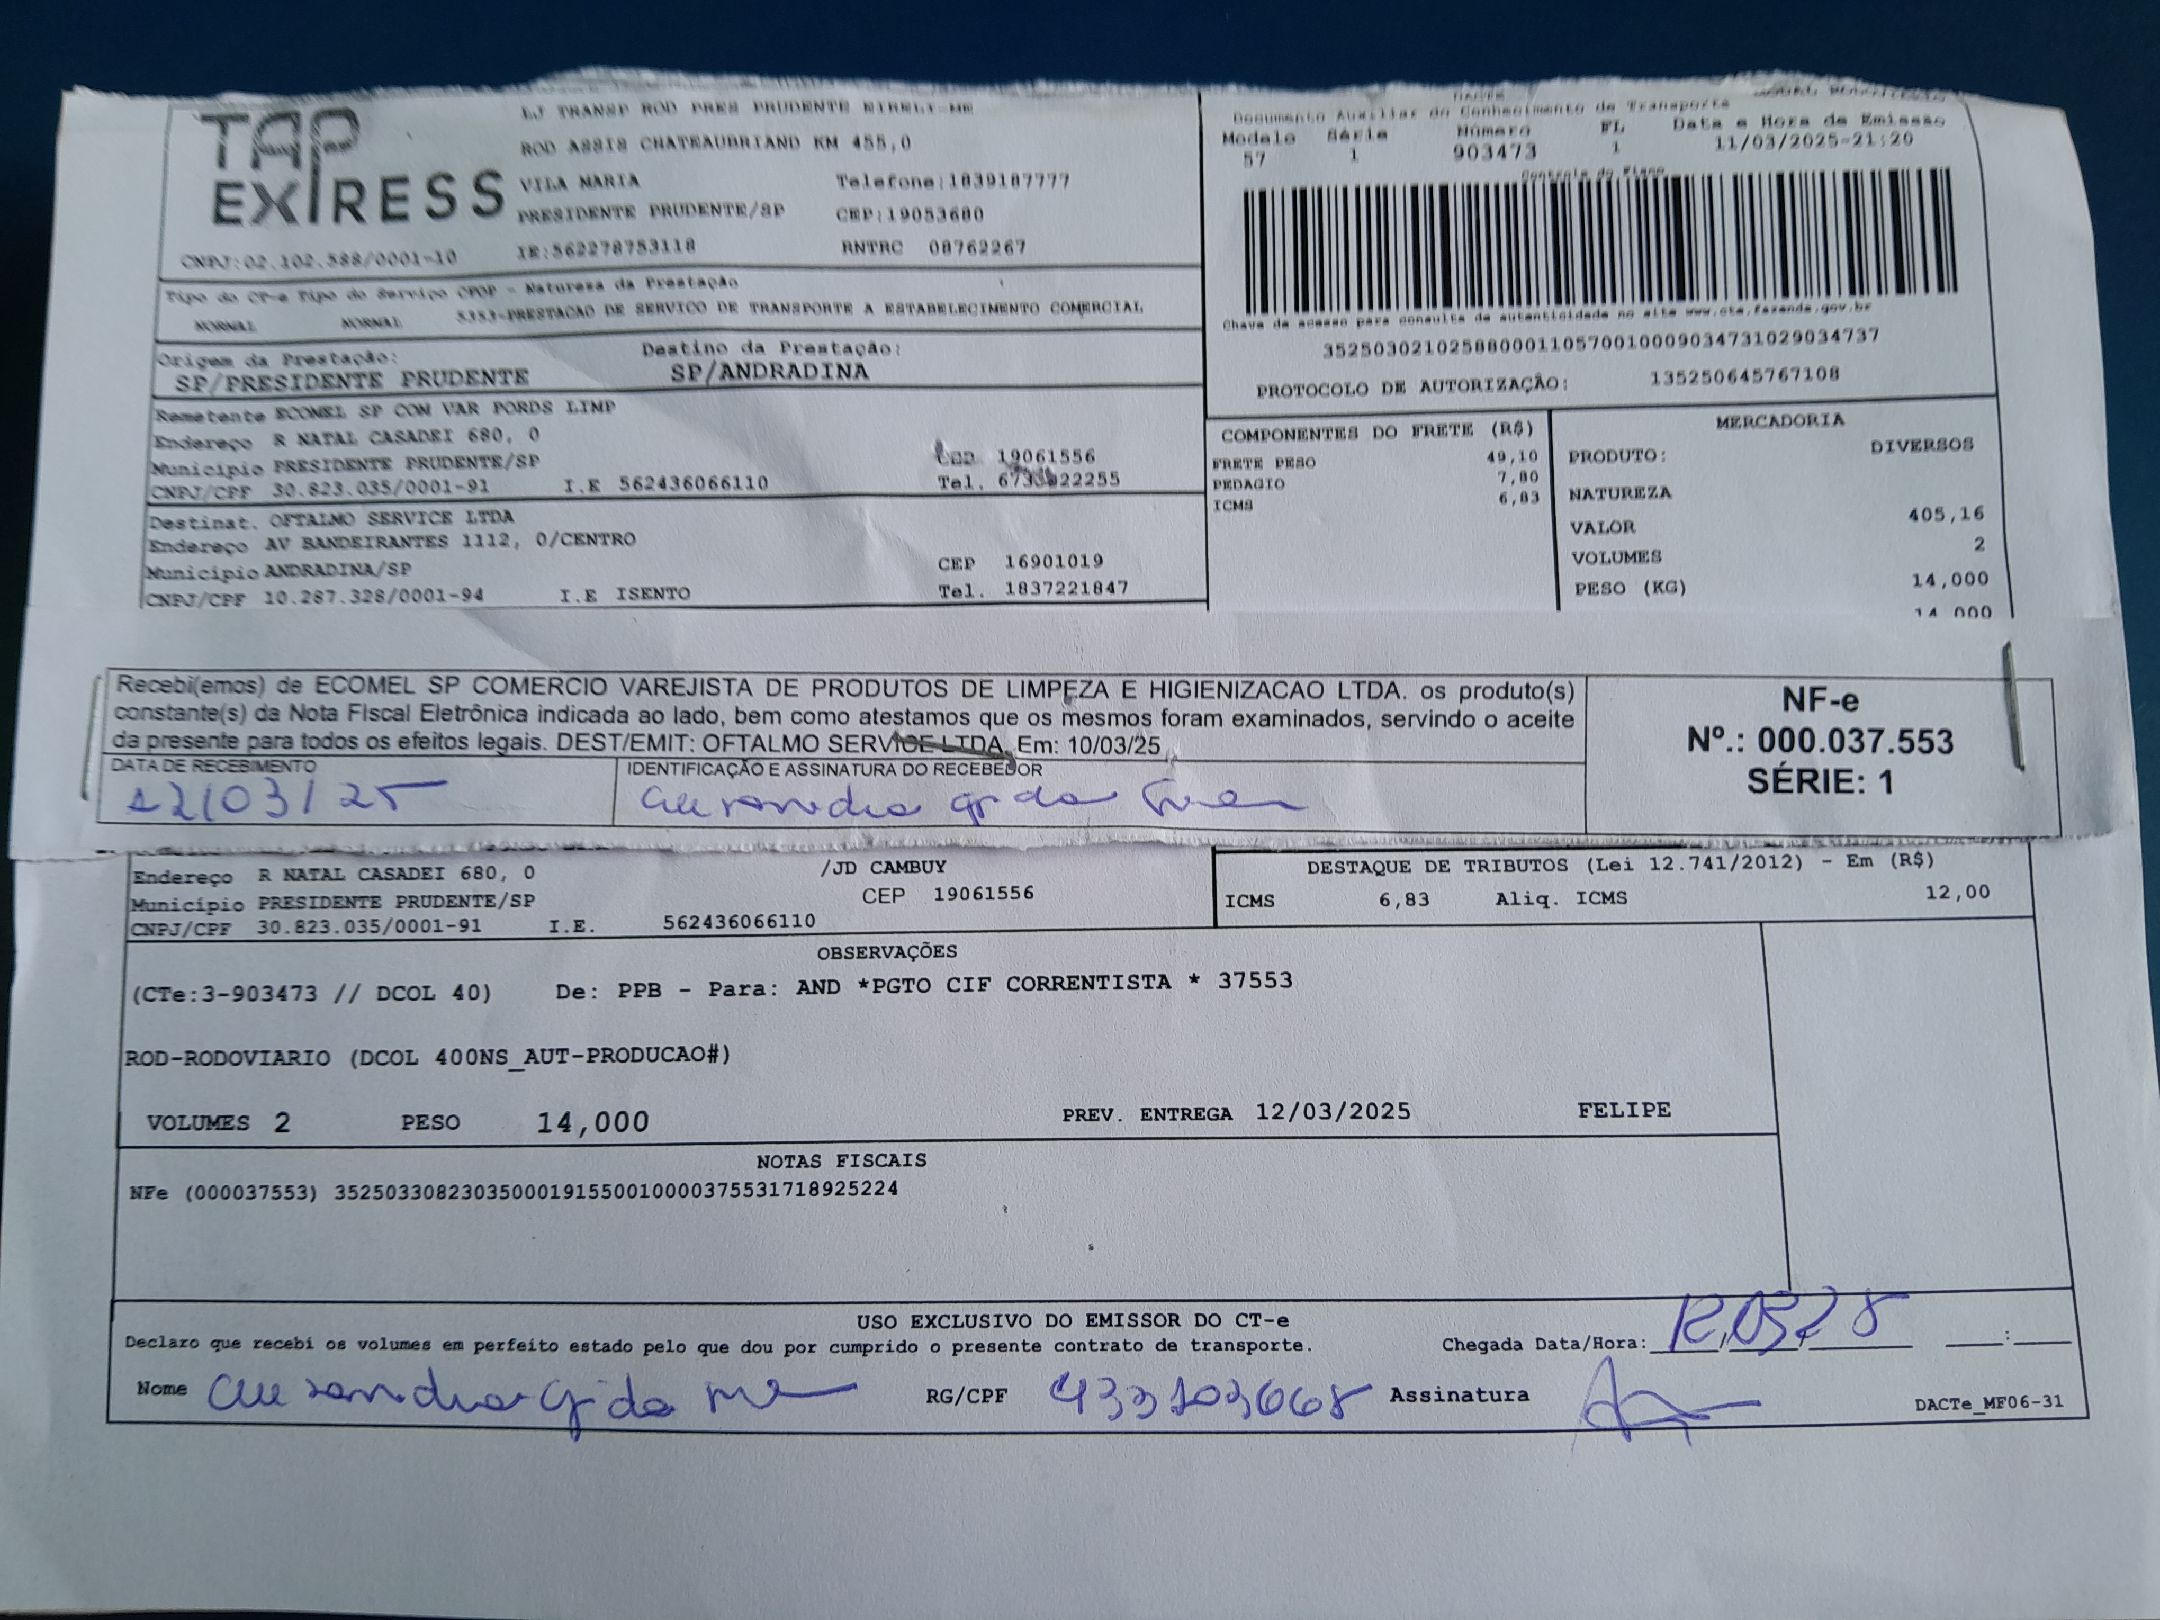 TAP
EXPRESS
LJ TRANSP ROD PRES PRUDENTE EIRELI-ME
ROD ASSIS CHATEAUBRIAND KM 455,0
VILA MARIA Telefone:1839187777
PRESIDENTE PRUDENTE/SP CEP:19053680
CNPJ:02.102.588/0001-10 IE:562278753118 RNTRC 08762267
Tipo do CT-e Tipo do Serviço CFOP - Natureza da Prestação
NORMAL NORMAL 5353-PRESTACAO DE SERVICO DE TRANSPORTE A ESTABELECIMENTO COMERCIAL
Origem da Prestação: Destino da Prestação:
SP/PRESIDENTE PRUDENTE SP/ANDRADINA
Remetente ECOMEL SP COM VAR PORDS LIMP
Endereço R NATAL CASADEI 680, 0
Município PRESIDENTE PRUDENTE/SP CEP 19061556
CNPJ/CPF 30.823.035/0001-91 I.E 562436066110 Tel.
Destinat. OFTALMO SERVICE LTDA
Endereço AV BANDEIRANTES 1112, 0/CENTRO
Município ANDRADINA/SP CEP 16901019
CNPJ/CPF 10.287.328/0001-94 I.E ISENTO Tel. 1837221847
DACTE
Documento Auxiliar do Conhecimento de Transporte
Modelo Série Número FL Data e Hora de Emissão
57 1 903473 1 11/03/2025-21:20
Controle do Fisco
Chave de acesso para consulta de autenticidade no site www.cte.fazenda.gov.br
35250302102588000110570010009034731029034737
PROTOCOLO DE AUTORIZAÇÃO: 135250645767108
COMPONENTES DO FRETE (R$)
FRETE PESO 49,10
PEDAGIO 7,80
ICMS 6,83
MERCADORIA
PRODUTO: DIVERSOS
NATUREZA
VALOR 405,16
VOLUMES 2
PESO (KG) 14,000
14,000
Recebi(emos) de ECOMEL SP COMERCIO VAREJISTA DE PRODUTOS DE LIMPEZA E HIGIENIZACAO LTDA. os produto(s)
constante(s) da Nota FIscal Eletrônica indicada ao lado, bem como atestamos que os mesmos foram examinados, servindo o aceite
da presente para todos os efeitos legais. DEST/EMIT: OFTALMO SERVICE LTDA. Em: 10/03/25
DATA DE RECEBIMENTO IDENTIFICAÇÃO E ASSINATURA DO RECEBEDOR
12/03/25
NF-e
Nº.: 000.037.553
SÉRIE: 1
Endereço R NATAL CASADEI 680, 0 /JD CAMBUY
Município PRESIDENTE PRUDENTE/SP CEP 19061556
CNPJ/CPF 30.823.035/0001-91 I.E. 562436066110
DESTAQUE DE TRIBUTOS (Lei 12.741/2012) - Em (R$)
ICMS 6,83 Aliq. ICMS 12,00
OBSERVAÇÕES
(CTe:3-903473 // DCOL 40) De: PPB - Para: AND *PGTO CIF CORRENTISTA * 37553
ROD-RODOVIARIO (DCOL 400NS_AUT-PRODUCAO#)
VOLUMES 2 PESO 14,000 PREV. ENTREGA 12/03/2025 FELIPE
NOTAS FISCAIS
NFe (000037553) 35250330823035000191550010000375531718925224
USO EXCLUSIVO DO EMISSOR DO CT-e
Declaro que recebi os volumes em perfeito estado pelo que dou por cumprido o presente contrato de transporte. Chegada Data/Hora:
Nome RG/CPF 433203668 Assinatura
DACTe_MF06-31